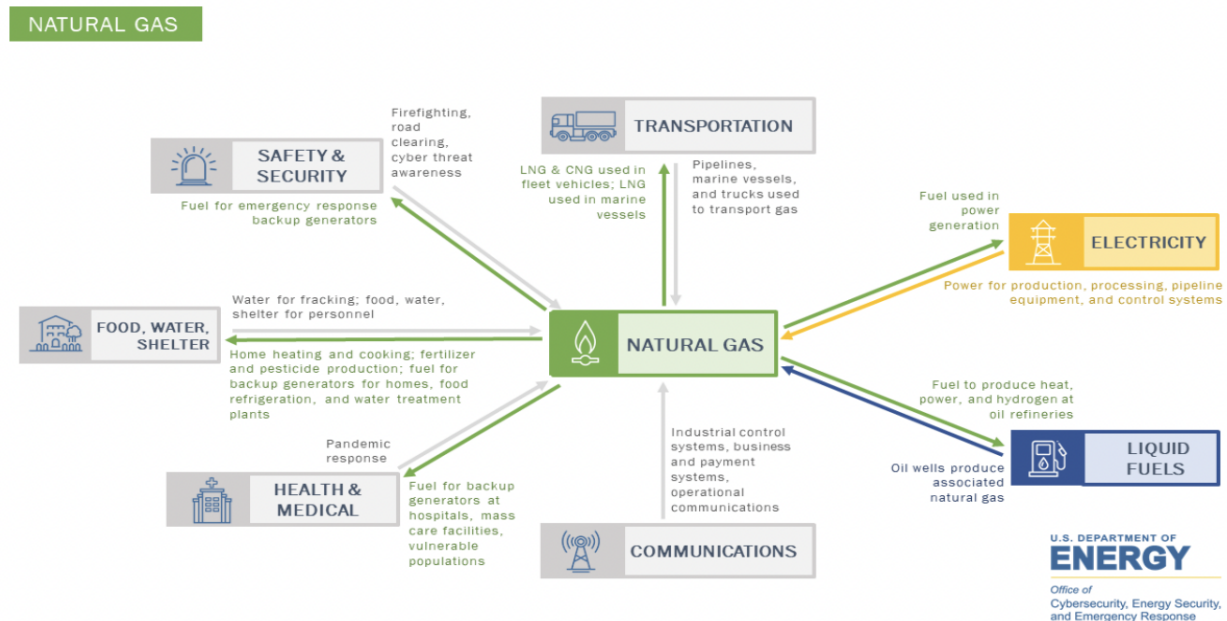 NATURAL GAS
Firefighting,
road
clearing,
cyber threat
awareness
SAFETY &
SECURITY
Fuel for emergency response
backup generators
TRANSPORTATION
LNG & CNG used in
fleet vehicles; LNG
used in marine
vessels
Pipelines,
marine vessels,
and trucks used
to transport gas
Fuel used in
power
generation
ELECTRICITY
Power for production, processing, pipeline
equipment, and control systems
Water for fracking; food, water,
shelter for personnel
FOOD, WATER,
SHELTER
Home heating and cooking; fertilizer
and pesticide production; fuel for
backup generators for homes, food
refrigeration, and water treatment
plants
NATURAL GAS
Fuel to produce heat,
power, and hydrogen at
oil refineries
LIQUID
FUELS
Oil wells produce
associated
natural gas
Pandemic
response
HEALTH &
MEDICAL
Fuel for backup
generators at
hospitals, mass
care facilities,
vulnerable
populations
Industrial control
systems, business
and payment
systems,
operational
communications
COMMUNICATIONS
U.S. DEPARTMENT OF
ENERGY
Office of
Cybersecurity, Energy Security,
and Emergency Response